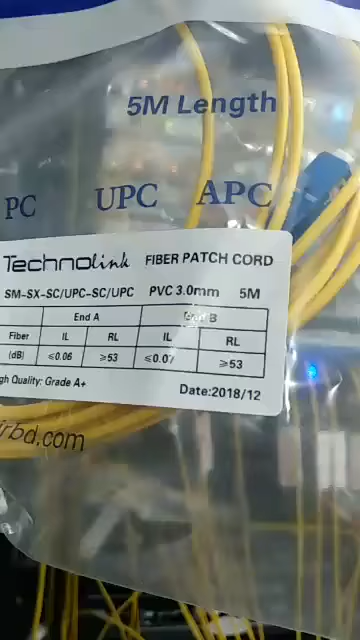 5M Length
PC UPC APC
Technolink FIBER PATCH CORD
SM-SX-SC/UPC-SC/UPC PVC 3.0mm 5M
End A End B
Fiber IL RL IL RL
(dB) ≤0.06 ≥53 ≤0.07 ≥53
gh Quality: Grade A+ Date:2018/12
rbd.com